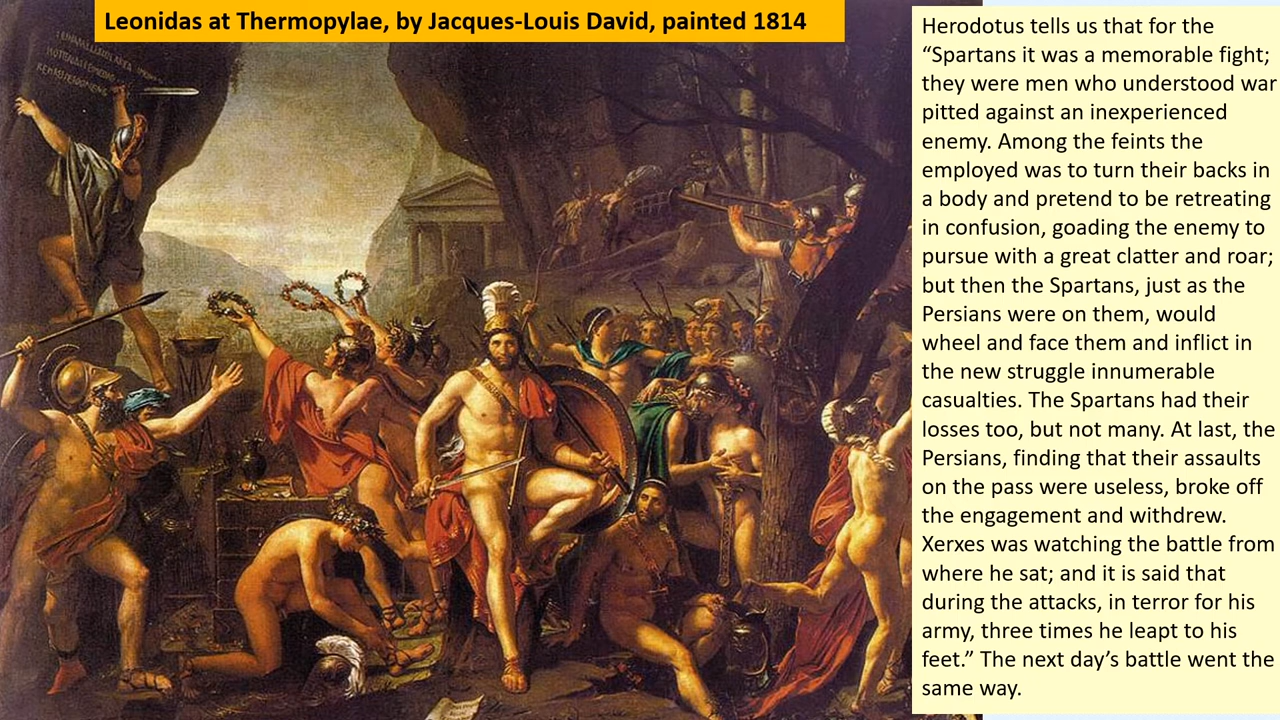 Leonidas at Thermopylae, by Jacques-Louis David, painted 1814
Herodotus tells us that for the
“Spartans it was a memorable fight;
they were men who understood war
pitted against an inexperienced
enemy. Among the feints the
employed was to turn their backs in
a body and pretend to be retreating
in confusion, goading the enemy to
pursue with a great clatter and roar;
but then the Spartans, just as the
Persians were on them, would
wheel and face them and inflict in
the new struggle innumerable
casualties. The Spartans had their
losses too, but not many. At last, the
Persians, finding that their assaults
on the pass were useless, broke off
the engagement and withdrew.
Xerxes was watching the battle from
where he sat; and it is said that
during the attacks, in terror for his
army, three times he leapt to his
feet.” The next day’s battle went the
same way.